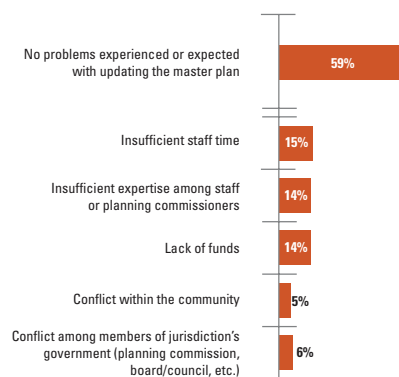 No problems experienced or expected
with updating the master plan
59%
Insufficient staff time
15%
Insufficient expertise among staff
or planning commissioners
14%
Lack of funds
14%
Conflict within the community
5%
Conflict among members of jurisdiction's
government (planning commission,
board/council, etc.)
6%